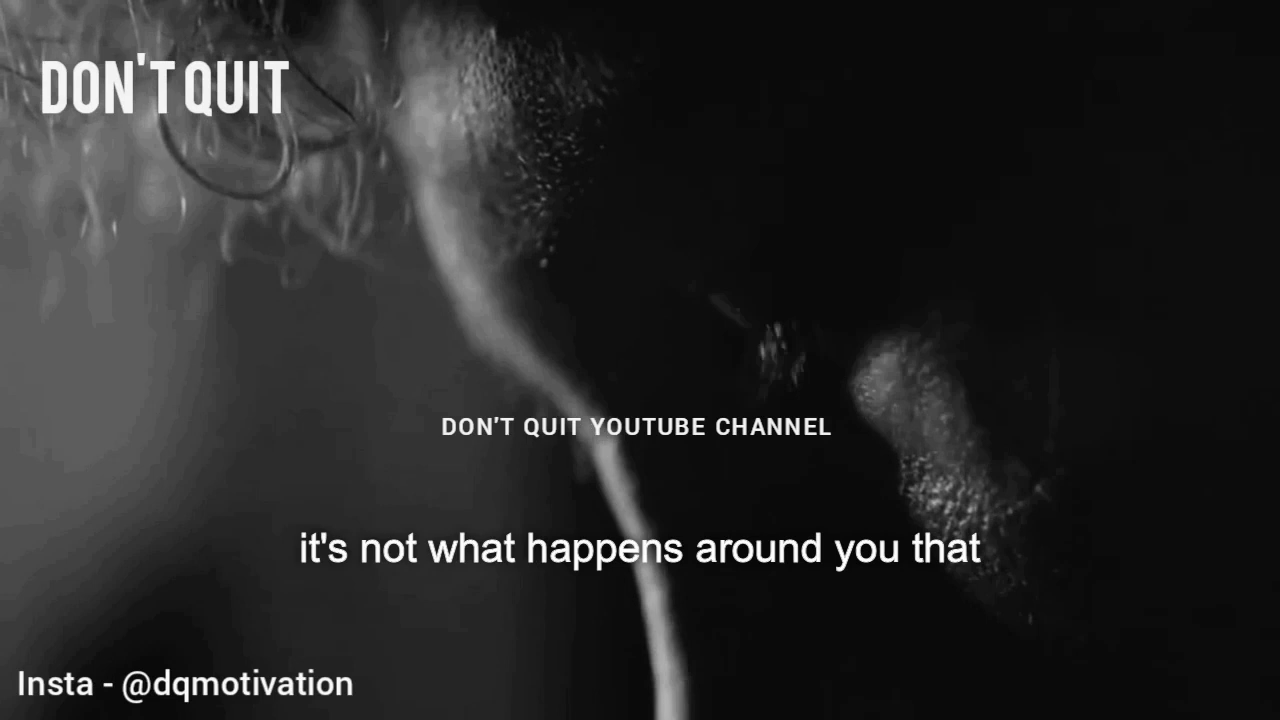 DON'T QUIT
DON'T QUIT YOUTUBE CHANNEL
it's not what happens around you that
Insta - @dqmotivation